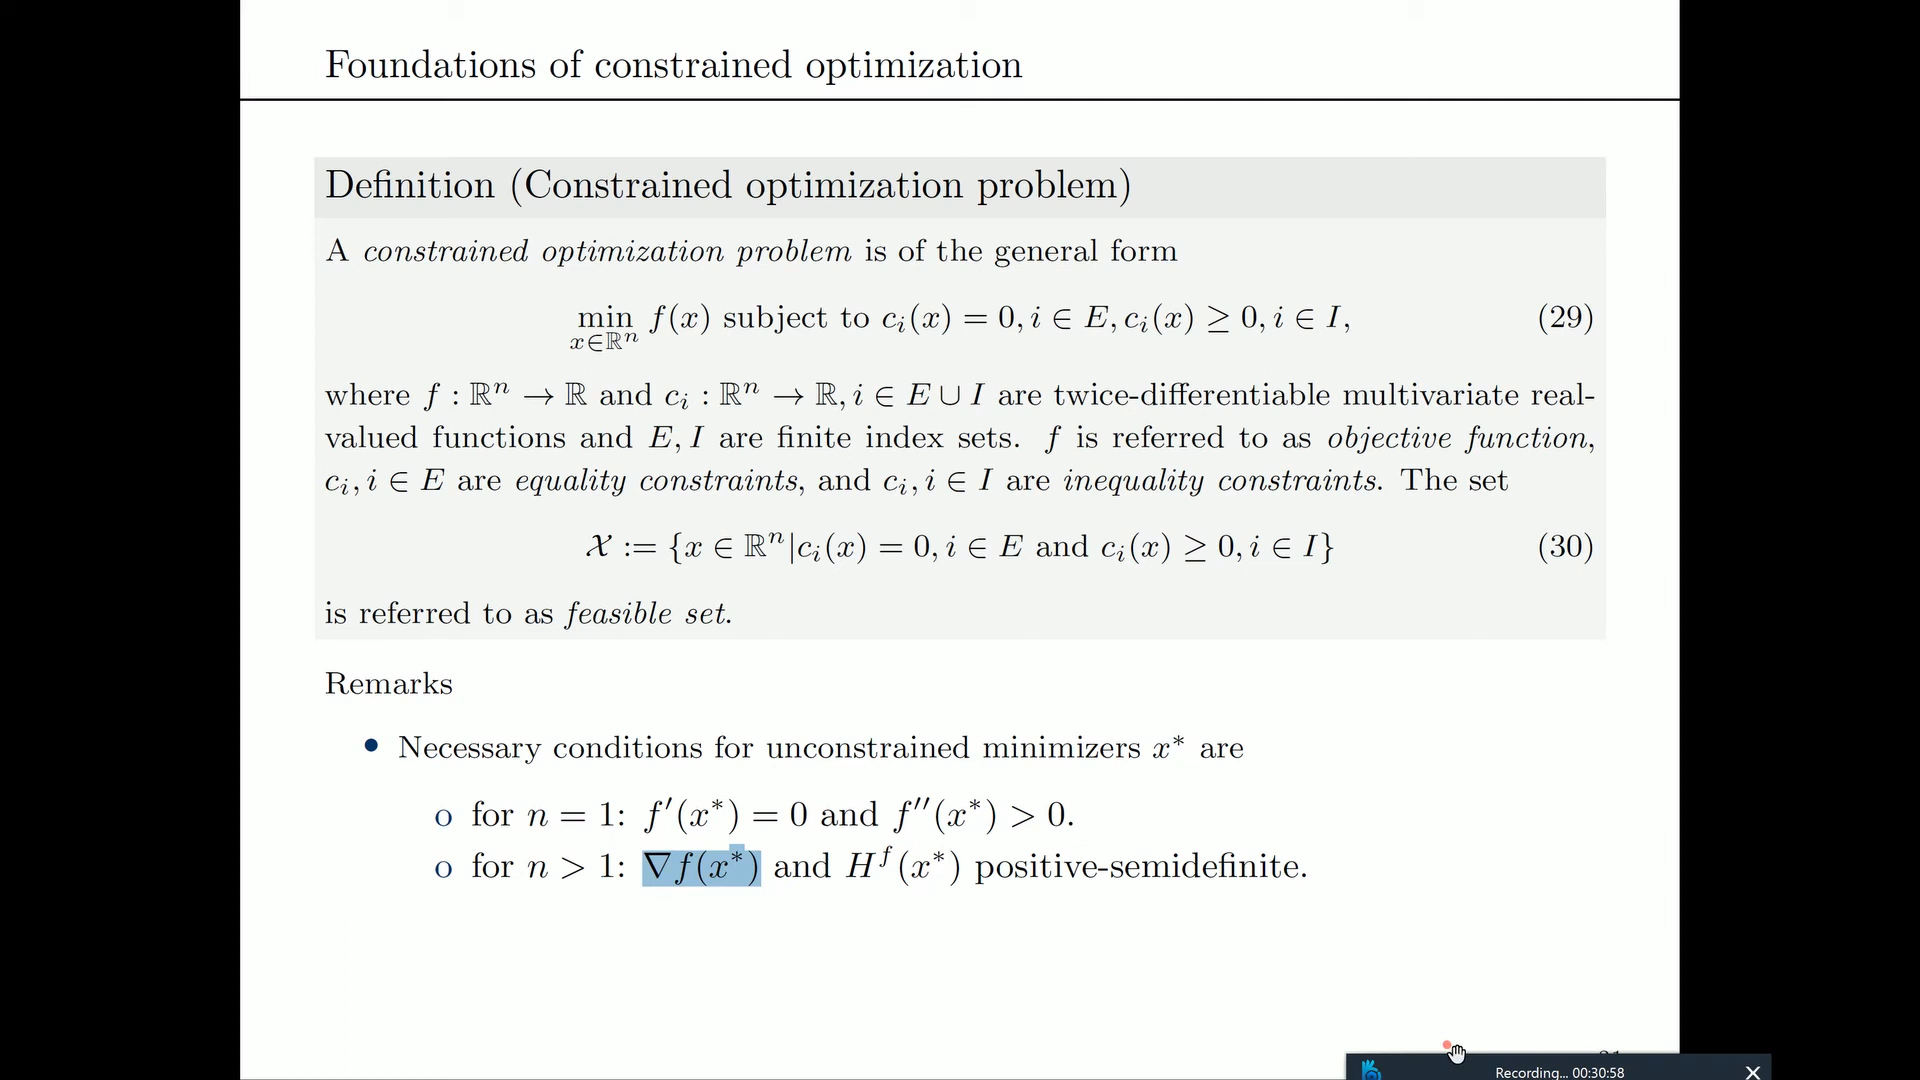 Foundations of constrained optimization
Definition (Constrained optimization problem)
A constrained optimization problem is of the general form
min f(x) subject to cᵢ(x) = 0, i ∈ E, cᵢ(x) ≥ 0, i ∈ I, (29)
x∈ℝⁿ
where f : ℝⁿ → ℝ and cᵢ : ℝⁿ → ℝ, i ∈ E ∪ I are twice-differentiable multivariate real-
valued functions and E, I are finite index sets. f is referred to as objective function,
cᵢ, i ∈ E are equality constraints, and cᵢ, i ∈ I are inequality constraints. The set
𝒳 := {x ∈ ℝⁿ|cᵢ(x) = 0, i ∈ E and cᵢ(x) ≥ 0, i ∈ I} (30)
is referred to as feasible set.
Remarks
• Necessary conditions for unconstrained minimizers x* are
o for n = 1: f′(x*) = 0 and f″(x*) > 0.
o for n > 1: ∇f(x*) and Hᶠ(x*) positive-semidefinite.
Recording... 00:30:58